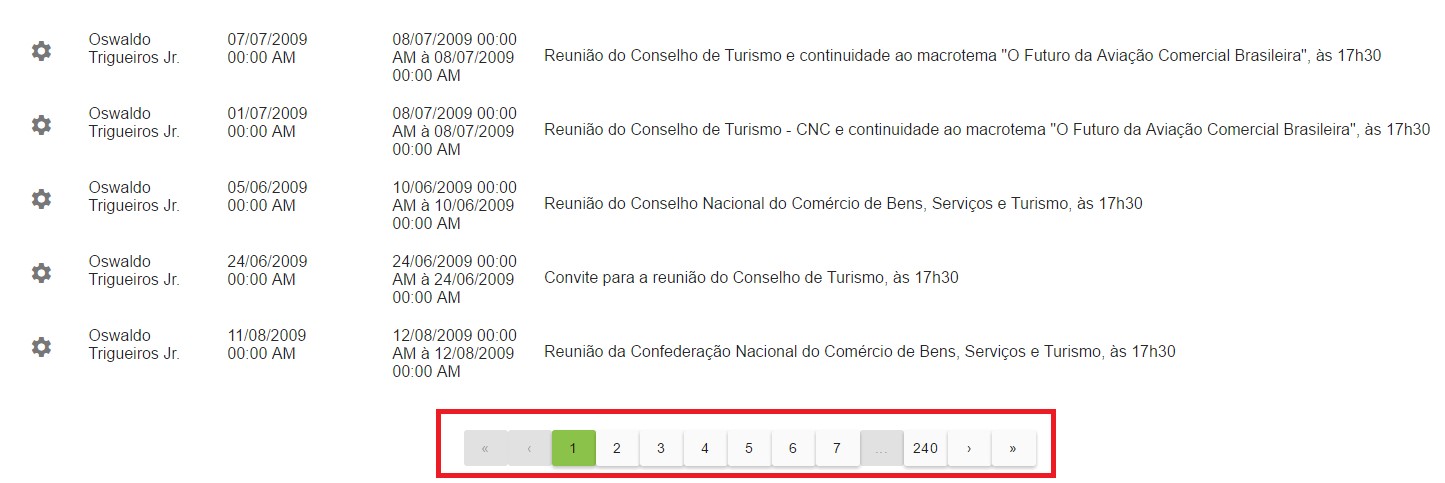 Oswaldo Trigueiros Jr.
07/07/2009 00:00 AM
08/07/2009 00:00 AM à 08/07/2009 00:00 AM
Reunião do Conselho de Turismo e continuidade ao macrotema "O Futuro da Aviação Comercial Brasileira", às 17h30
Oswaldo Trigueiros Jr.
01/07/2009 00:00 AM
08/07/2009 00:00 AM à 08/07/2009 00:00 AM
Reunião do Conselho de Turismo - CNC e continuidade ao macrotema "O Futuro da Aviação Comercial Brasileira", às 17h30
Oswaldo Trigueiros Jr.
05/06/2009 00:00 AM
10/06/2009 00:00 AM à 10/06/2009 00:00 AM
Reunião do Conselho Nacional do Comércio de Bens, Serviços e Turismo, às 17h30
Oswaldo Trigueiros Jr.
24/06/2009 00:00 AM
24/06/2009 00:00 AM à 24/06/2009 00:00 AM
Convite para a reunião do Conselho de Turismo, às 17h30
Oswaldo Trigueiros Jr.
11/08/2009 00:00 AM
12/08/2009 00:00 AM à 12/08/2009 00:00 AM
Reunião da Confederação Nacional do Comércio de Bens, Serviços e Turismo, às 17h30
« ‹ 1 2 3 4 5 6 7 ... 240 › »